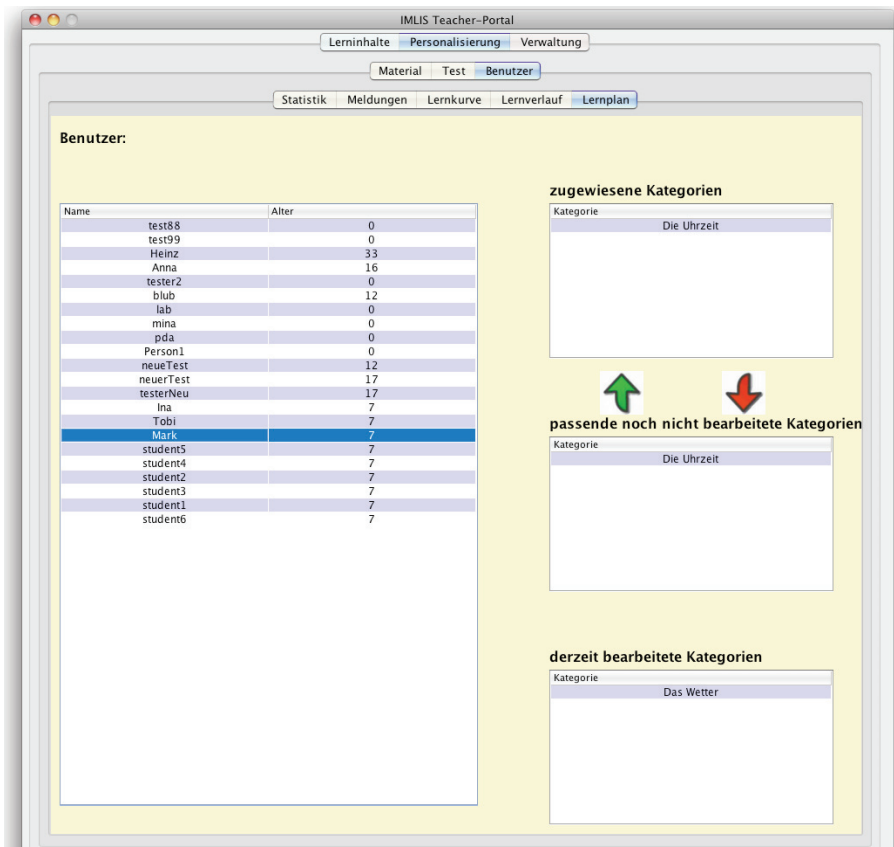 IMLIS Teacher-Portal
Lerninhalte Personalisierung Verwaltung
Material Test Benutzer
Statistik Meldungen Lernkurve Lernverlauf Lernplan
Benutzer:
Name Alter
test88 0
test99 0
Heinz 33
Anna 16
tester2 0
blub 12
lab 0
mina 0
pda 0
Person1 0
neueTest 12
neuerTest 17
testerNeu 17
Ina 7
Tobi 7
Mark 7
student5 7
student4 7
student2 7
student3 7
student1 7
student6 7
zugewiesene Kategorien
Kategorie
Die Uhrzeit
passende noch nicht bearbeitete Kategorien
Kategorie
Die Uhrzeit
derzeit bearbeitete Kategorien
Kategorie
Das Wetter